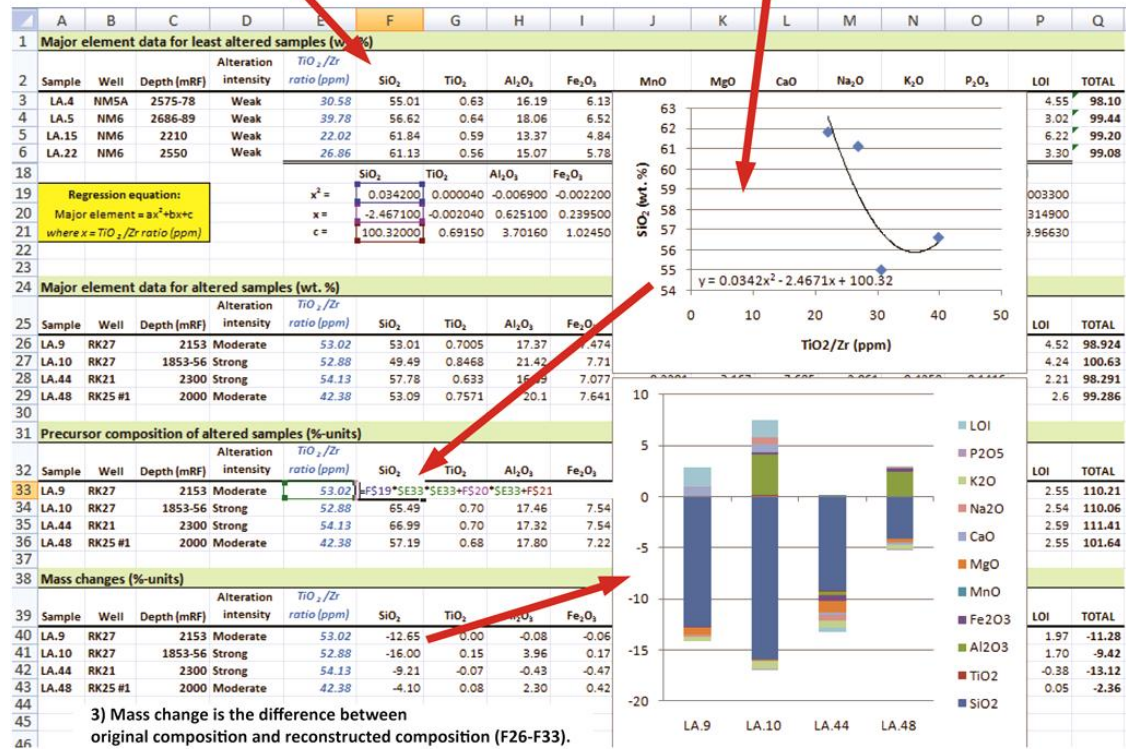 A B C D E F G H I J K L M N O P Q
1 Major element data for least altered samples (wt. %)
2 Sample Well Depth (mRF) Alteration intensity TiO₂/Zr ratio (ppm) SiO₂ TiO₂ Al₂O₃ Fe₂O₃ MnO MgO CaO Na₂O K₂O P₂O₅ LOI TOTAL
3 LA.4 NM5A 2575-78 Weak 30.58 55.01 0.63 16.19 6.13 4.55 98.10
4 LA.5 NM6 2686-89 Weak 39.78 56.62 0.64 18.06 6.52 3.02 99.44
5 LA.15 NM6 2210 Weak 22.02 61.84 0.59 13.37 4.84 6.22 99.20
6 LA.22 NM6 2550 Weak 26.86 61.13 0.56 15.07 5.78 3.30 99.08
18 SiO₂ TiO₂ Al₂O₃ Fe₂O₃
19 Regression equation: x² = 0.034200 0.000040 -0.006900 -0.002200 003300
20 Major element = ax²+bx+c x = -2.467100 -0.002040 0.625100 0.239500 314900
21 where x = TiO₂/Zr ratio (ppm) c = 100.32000 0.69150 3.70160 1.02450 9.96630
22
23
63
62
61
60
59
58
57
56
55
54
SiO₂ (wt. %)
y = 0.0342x² - 2.4671x + 100.32
0 10 20 30 40 50
TiO2/Zr (ppm)
24 Major element data for altered samples (wt. %)
25 Sample Well Depth (mRF) Alteration intensity TiO₂/Zr ratio (ppm) SiO₂ TiO₂ Al₂O₃ Fe₂O LOI TOTAL
26 LA.9 RK27 2153 Moderate 53.02 53.01 0.7005 17.37 .474 4.52 98.924
27 LA.10 RK27 1853-56 Strong 52.88 49.49 0.8468 21.42 7.71 4.24 100.63
28 LA.44 RK21 2300 Strong 54.13 57.78 0.633 7.077 2.21 98.291
29 LA.48 RK25 #1 2000 Moderate 42.38 53.09 0.7571 20.1 7.641 2.6 99.286
30
31 Precursor composition of altered samples (%-units)
32 Sample Well Depth (mRF) Alteration intensity TiO₂/Zr ratio (ppm) SiO₂ TiO₂ Al₂O₃ Fe₂O₃ LOI TOTAL
33 LA.9 RK27 2153 Moderate 53.02 =F$19*$E33*$E33+F$20*$E33+F$21 2.55 110.21
34 LA.10 RK27 1853-56 Strong 52.88 65.49 0.70 17.46 7.54 2.54 110.06
35 LA.44 RK21 2300 Strong 54.13 66.99 0.70 17.32 7.54 2.59 111.41
36 LA.48 RK25 #1 2000 Moderate 42.38 57.19 0.68 17.80 7.22 2.55 101.64
37
38 Mass changes (%-units)
39 Sample Well Depth (mRF) Alteration intensity TiO₂/Zr ratio (ppm) SiO₂ TiO₂ Al₂O₃ Fe₂O₃ LOI TOTAL
40 LA.9 RK27 2153 Moderate 53.02 -12.65 0.00 -0.08 -0.06 1.97 -11.28
41 LA.10 RK27 1853-56 Strong 52.88 -16.00 0.15 3.96 0.17 1.70 -9.42
42 LA.44 RK21 2300 Strong 54.13 -9.21 -0.07 -0.43 -0.47 -0.38 -13.12
43 LA.48 RK25 #1 2000 Moderate 42.38 -4.10 0.08 2.30 0.42 0.05 -2.36
44
45
46
3) Mass change is the difference between
original composition and reconstructed composition (F26-F33).
10
5
0
-5
-10
-15
-20
LA.9 LA.10 LA.44 LA.48
LOI
P2O5
K2O
Na2O
CaO
MgO
MnO
Fe2O3
Al2O3
TiO2
SiO2